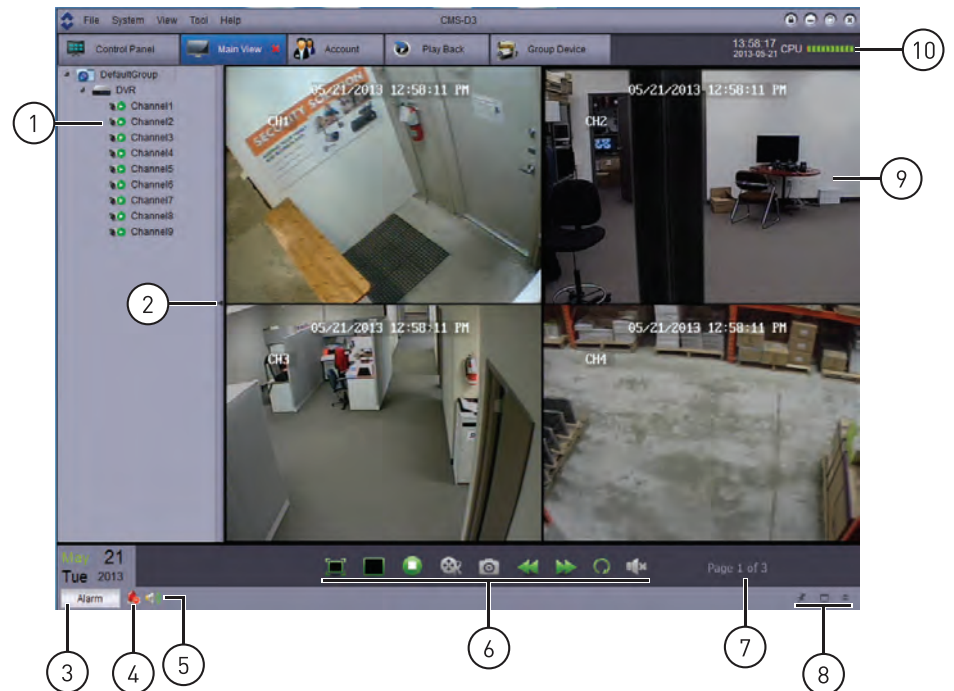 File System View Tool Help CMS-D3
Control Panel Main View Account Play Back Group Device 13:58:17 CPU
2013-05-21
10
DefaultGroup
DVR
Channel1
Channel2
Channel3
Channel4
Channel5
Channel6
Channel7
Channel8
Channel9
1
2
05/21/2013 12:58:11 PM
CH1
SECURITY SOLUTION
05/21/2013 12:58:11 PM
CH2
9
05/21/2013 12:58:11 PM
CH3
05/21/2013 12:58:11 PM
CH4
May 21
Tue 2013
Page 1 of 3
Alarm
3
4
5
6
7
8